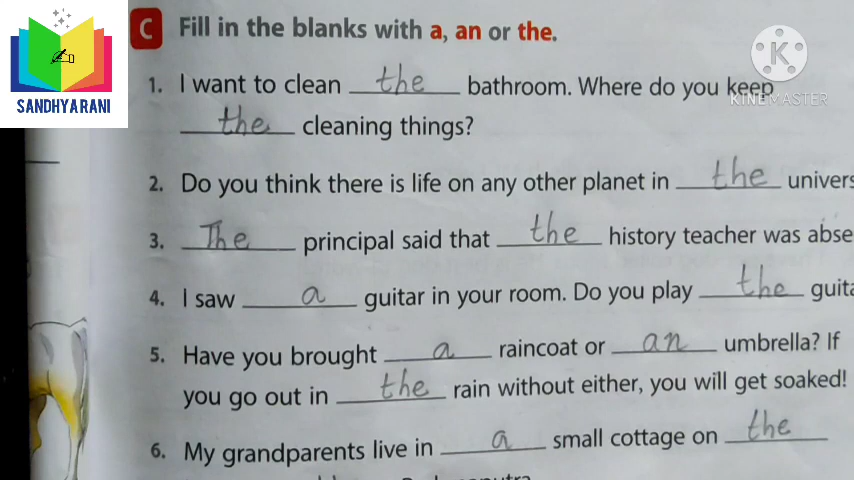 C Fill in the blanks with a, an or the.
SANDHYARANI
K
KINEMASTER
1. I want to clean the bathroom. Where do you keep
the cleaning things?
2. Do you think there is life on any other planet in the univers
3. The principal said that the history teacher was abse
4. I saw a guitar in your room. Do you play the guita
5. Have you brought a raincoat or an umbrella? If
you go out in the rain without either, you will get soaked!
6. My grandparents live in a small cottage on the